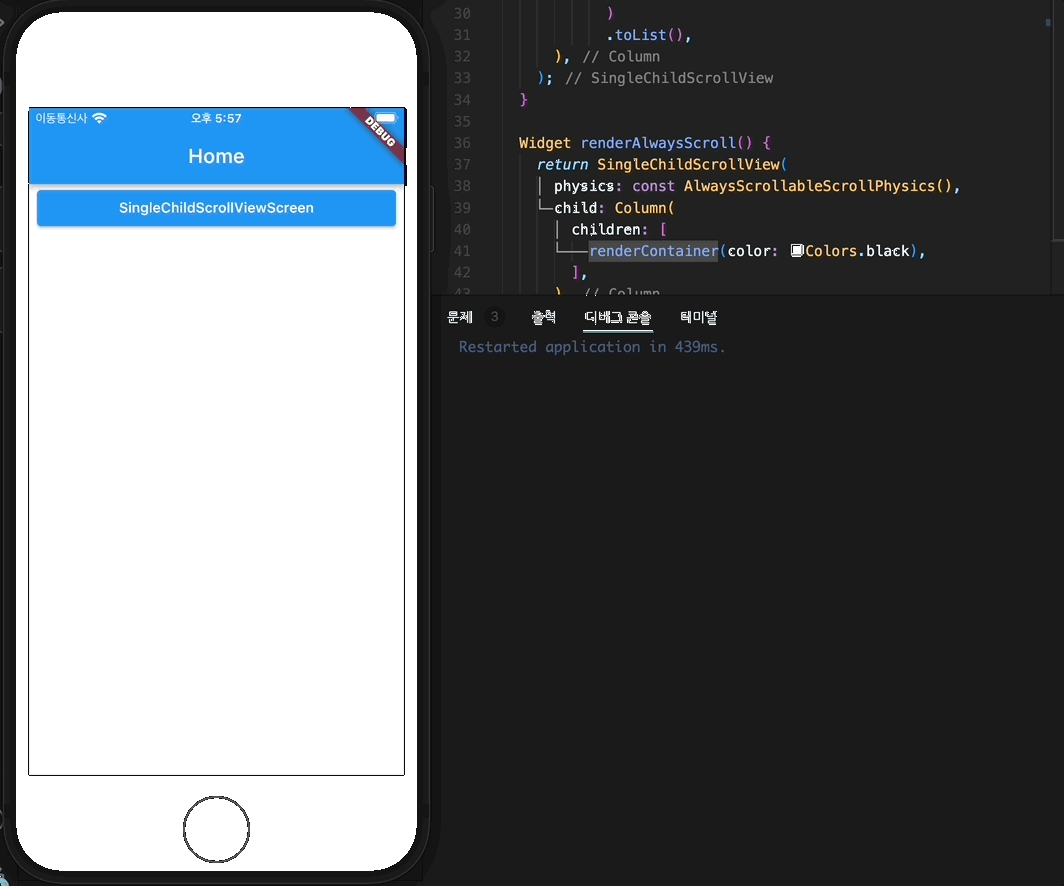 이동통신사
오후 5:57
DEBUG
Home
SingleChildScrollViewScreen
30 )
31 .toList(),
32 ), // Column
33 ); // SingleChildScrollView
34 }
35
36 Widget renderAlwaysScroll() {
37 return SingleChildScrollView(
38 physics: const AlwaysScrollableScrollPhysics(),
39 child: Column(
40 children: [
41 renderContainer(color: Colors.black),
42 ],
43 ), // Column
문제 3 출력 디버그 콘솔 터미널
Restarted application in 439ms.